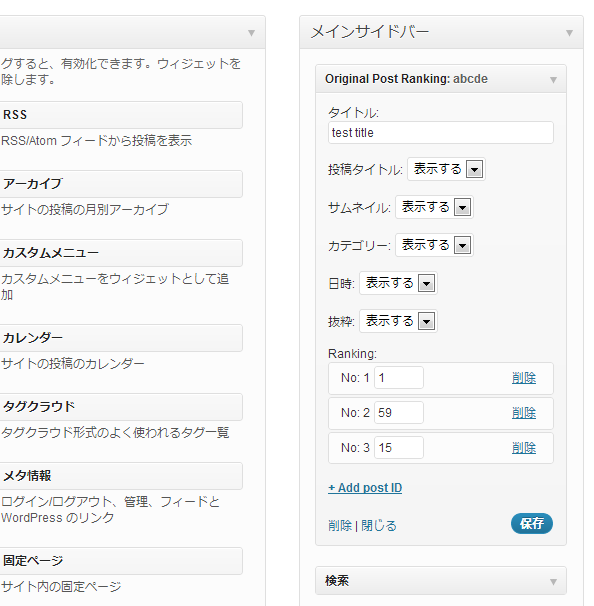 グすると、有効化できます。ウィジェットを
除します。
RSS
RSS/Atom フィードから投稿を表示
アーカイブ
サイトの投稿の月別アーカイブ
カスタムメニュー
カスタムメニューをウィジェットとして追
加
カレンダー
サイトの投稿のカレンダー
タグクラウド
タグクラウド形式のよく使われるタグ一覧
メタ情報
ログイン/ログアウト、管理、フィードと
WordPress のリンク
固定ページ
サイト内の固定ページ
メインサイドバー
Original Post Ranking: abcde
タイトル:
test title
投稿タイトル: 表示する
サムネイル: 表示する
カテゴリー: 表示する
日時: 表示する
抜粋: 表示する
Ranking:
No: 1 1 削除
No: 2 59 削除
No: 3 15 削除
+ Add post ID
削除 | 閉じる 保存
検索